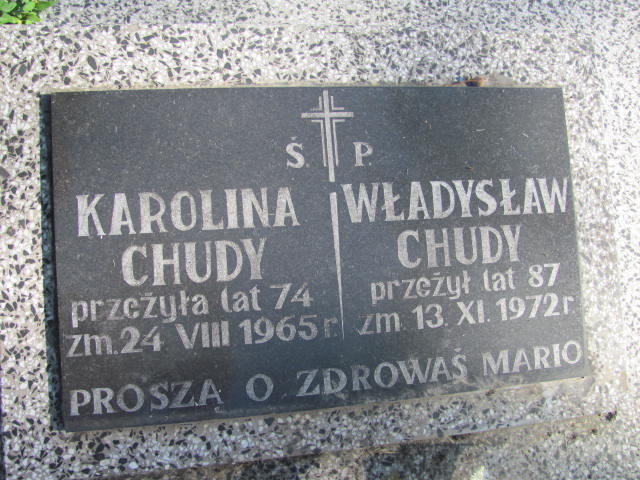 Ś. P.
KAROLINA
CHUDY
przeżyła lat 74
zm. 24 VIII 1965 r.
WŁADYSŁAW
CHUDY
przeżył lat 87
zm. 13. XI. 1972 r.
PROSZĄ O ZDROWAŚ MARIO